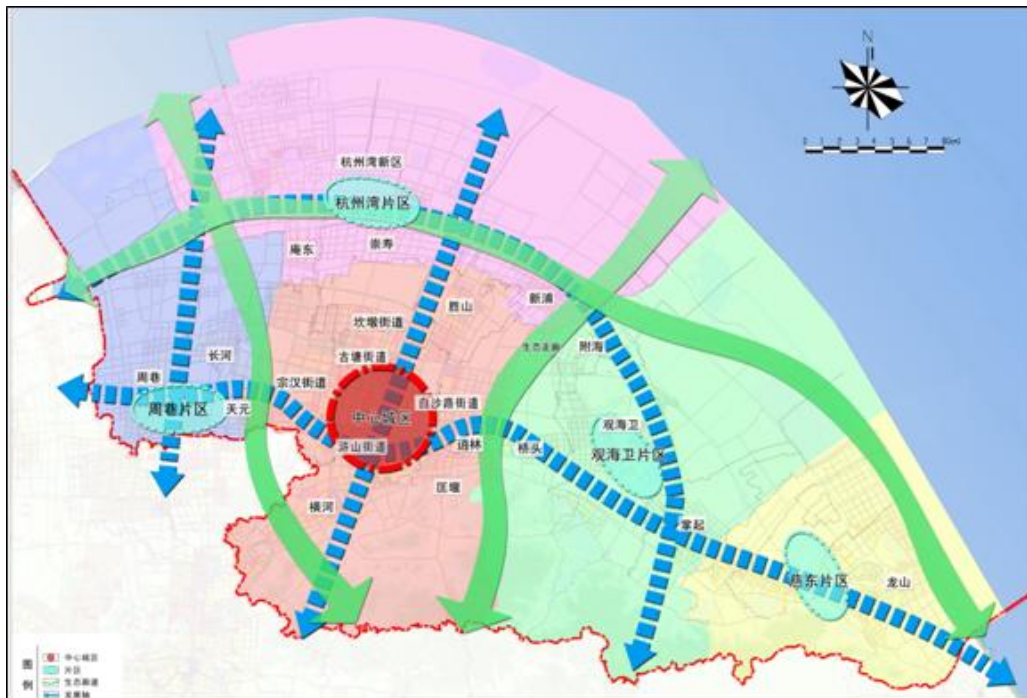 N
杭州湾新区
杭州湾片区
崇寿
庵东
胜山
新浦
坎墩街道
生态走廊
附海
长河
古塘街道
周巷
宗汉街道
周巷片区
天元
白沙路街道
中心城区
观海卫
浒山街道
逍林
桥头
观海卫片区
匡堰
横河
掌起
慈东片区
龙山
图例
中心城区
片区
生态廊道
发展轴